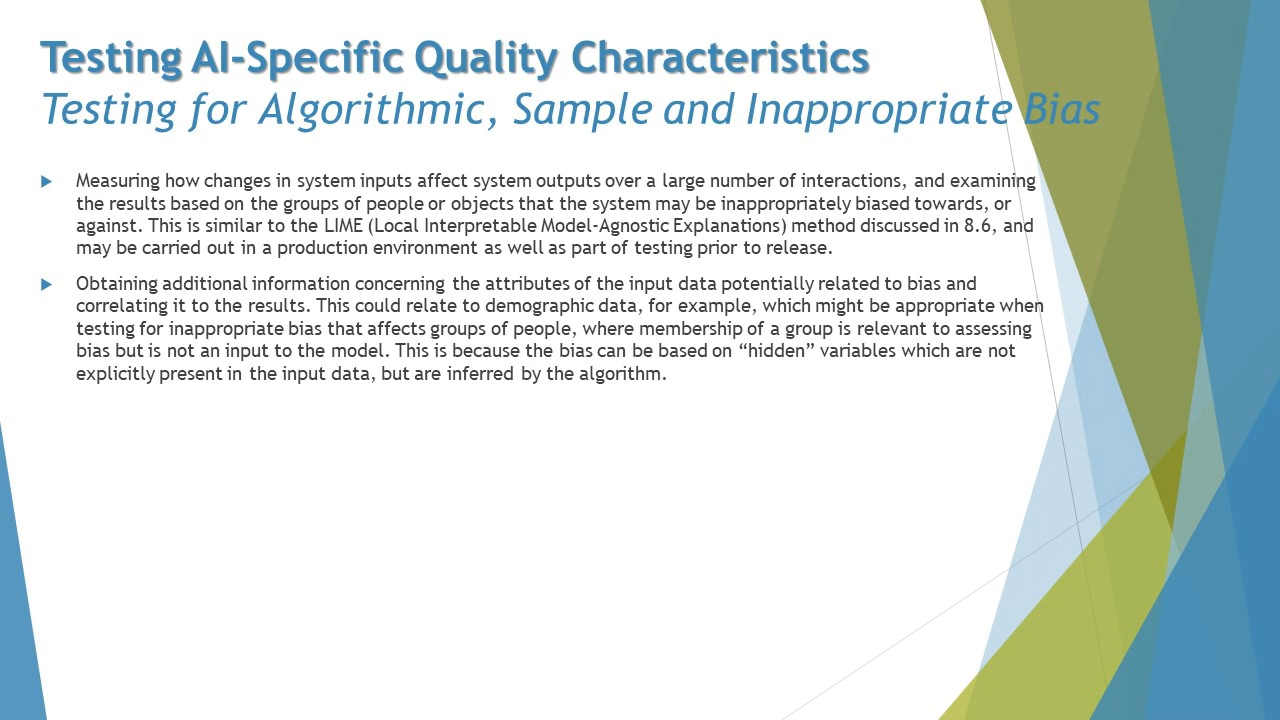 Testing AI-Specific Quality Characteristics
Testing for Algorithmic, Sample and Inappropriate Bias
Measuring how changes in system inputs affect system outputs over a large number of interactions, and examining
the results based on the groups of people or objects that the system may be inappropriately biased towards, or
against. This is similar to the LIME (Local Interpretable Model-Agnostic Explanations) method discussed in 8.6, and
may be carried out in a production environment as well as part of testing prior to release.
Obtaining additional information concerning the attributes of the input data potentially related to bias and
correlating it to the results. This could relate to demographic data, for example, which might be appropriate when
testing for inappropriate bias that affects groups of people, where membership of a group is relevant to assessing
bias but is not an input to the model. This is because the bias can be based on “hidden” variables which are not
explicitly present in the input data, but are inferred by the algorithm.